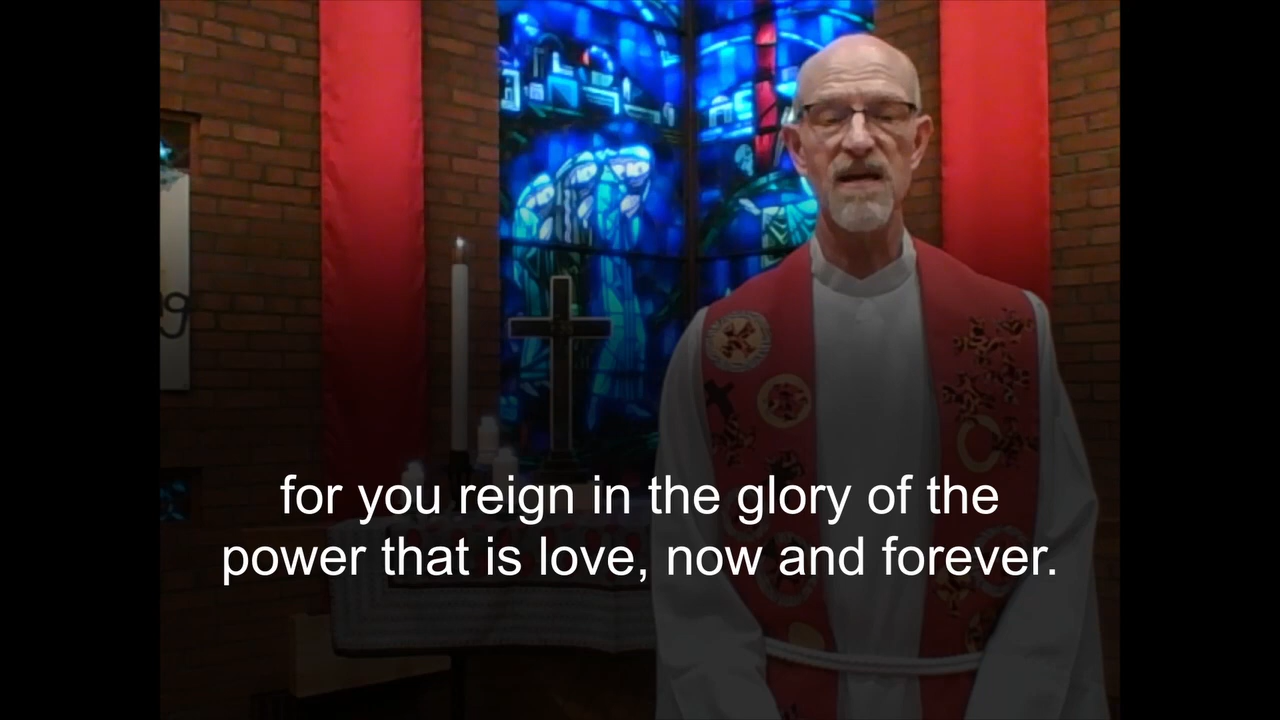 for you reign in the glory of the
power that is love, now and forever.